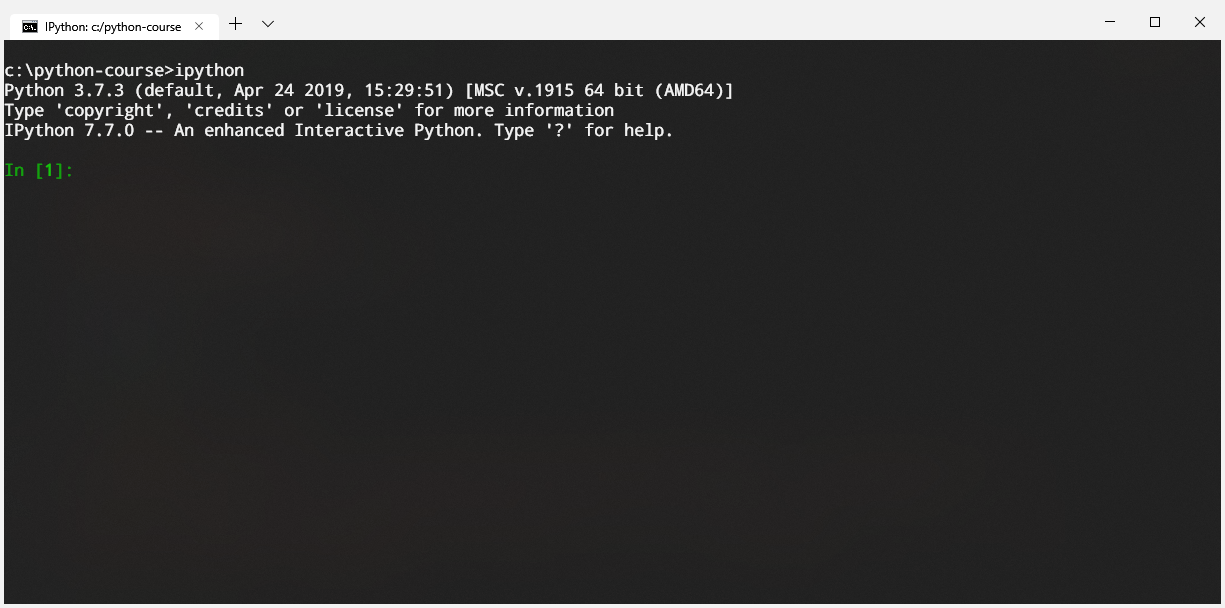 IPython: c:/python-course
c:\python-course>ipython
Python 3.7.3 (default, Apr 24 2019, 15:29:51) [MSC v.1915 64 bit (AMD64)]
Type 'copyright', 'credits' or 'license' for more information
IPython 7.7.0 -- An enhanced Interactive Python. Type '?' for help.
In [1]: